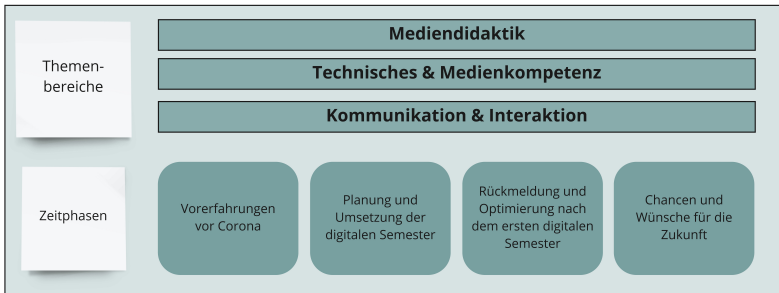 Themen-
bereiche
Mediendidaktik
Technisches & Medienkompetenz
Kommunikation & Interaktion
Zeitphasen
Vorerfahrungen
vor Corona
Planung und
Umsetzung der
digitalen Semester
Rückmeldung und
Optimierung nach
dem ersten digitalen
Semester
Chancen und
Wünsche für die
Zukunft